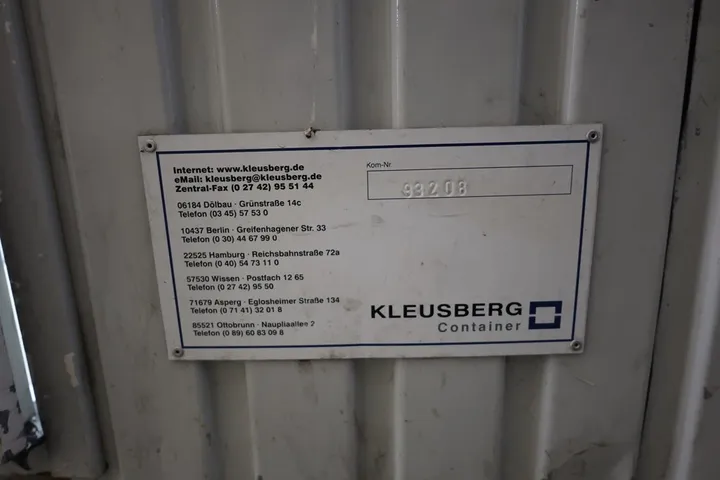 Internet: www.kleusberg.de
eMail: kleusberg@kleusberg.de
Zentral-Fax (0 27 42) 95 51 44
06184 Dölbau · Grünstraße 14c
Telefon (03 45) 57 53 0
10437 Berlin · Greifenhagener Str. 33
Telefon (0 30) 44 67 99 0
22525 Hamburg · Reichsbahnstraße 72a
Telefon (0 40) 54 73 11 0
57530 Wissen · Postfach 12 65
Telefon (0 27 42) 95 50
71679 Asperg · Eglosheimer Straße 134
Telefon (0 71 41) 32 01 8
85521 Ottobrunn · Naupliaallee 2
Telefon (0 89) 60 83 09 8
Kom-Nr.
93208
KLEUSBERG
Container